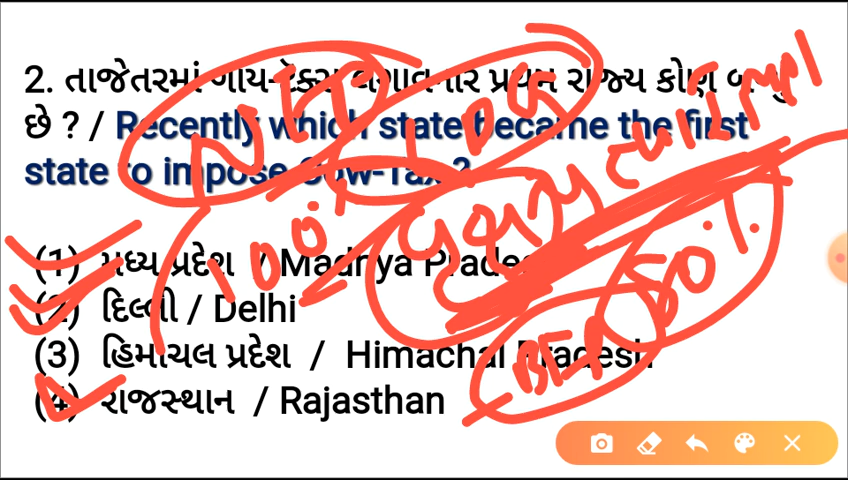 2. તાજેતરમાં ગાય-ટેક્સ લગાવનાર પ્રથમ રાજ્ય કોણ
છે ? / Recently which state became the first
state to impose Cow-Tax ?
(1) મધ્ય પ્રદેશ / Madhya Pradesh
(2) દિલ્લી / Delhi
(3) હિમાચલ પ્રદેશ / Himachal Pradesh
(4) રાજસ્થાન / Rajasthan
100%
50%